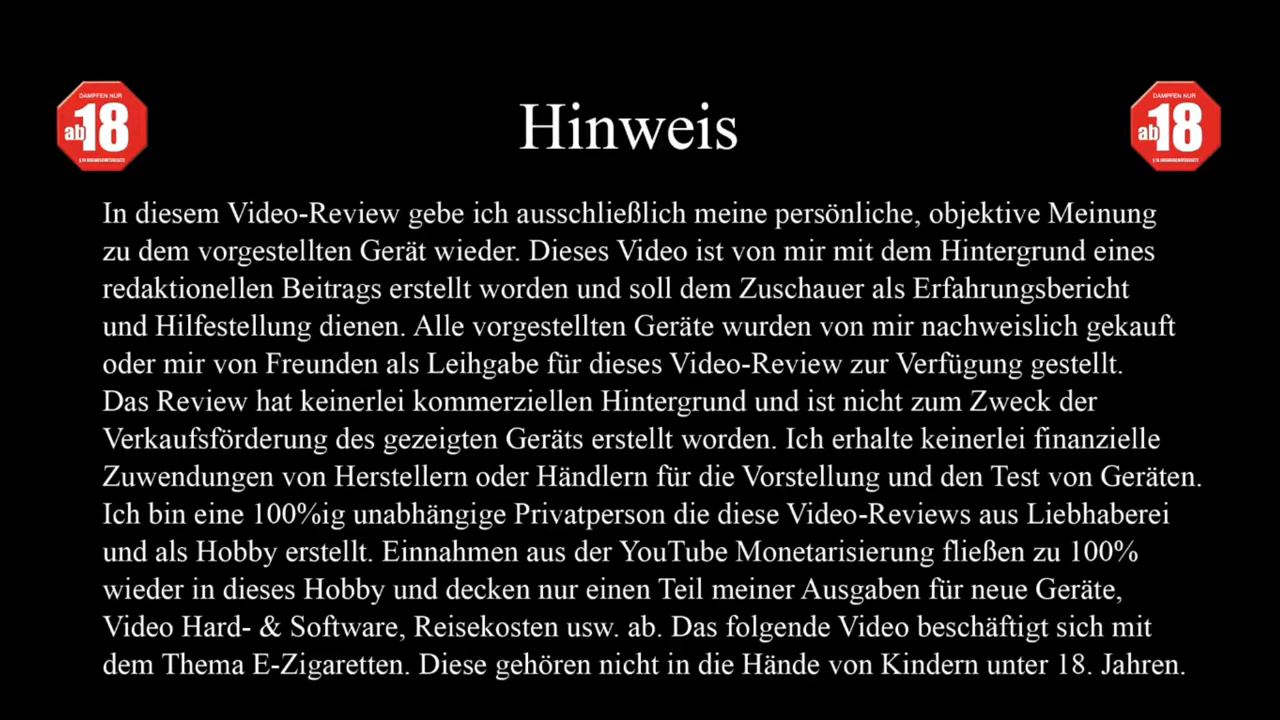 DAMPFEN NUR
ab 18
Hinweis
DAMPFEN NUR
ab 18
In diesem Video-Review gebe ich ausschließlich meine persönliche, objektive Meinung
zu dem vorgestellten Gerät wieder. Dieses Video ist von mir mit dem Hintergrund eines
redaktionellen Beitrags erstellt worden und soll dem Zuschauer als Erfahrungsbericht
und Hilfestellung dienen. Alle vorgestellten Geräte wurden von mir nachweislich gekauft
oder mir von Freunden als Leihgabe für dieses Video-Review zur Verfügung gestellt.
Das Review hat keinerlei kommerziellen Hintergrund und ist nicht zum Zweck der
Verkaufsförderung des gezeigten Geräts erstellt worden. Ich erhalte keinerlei finanzielle
Zuwendungen von Herstellern oder Händlern für die Vorstellung und den Test von Geräten.
Ich bin eine 100%ig unabhängige Privatperson die diese Video-Reviews aus Liebhaberei
und als Hobby erstellt. Einnahmen aus der YouTube Monetarisierung fließen zu 100%
wieder in dieses Hobby und decken nur einen Teil meiner Ausgaben für neue Geräte,
Video Hard- & Software, Reisekosten usw. ab. Das folgende Video beschäftigt sich mit
dem Thema E-Zigaretten. Diese gehören nicht in die Hände von Kindern unter 18. Jahren.